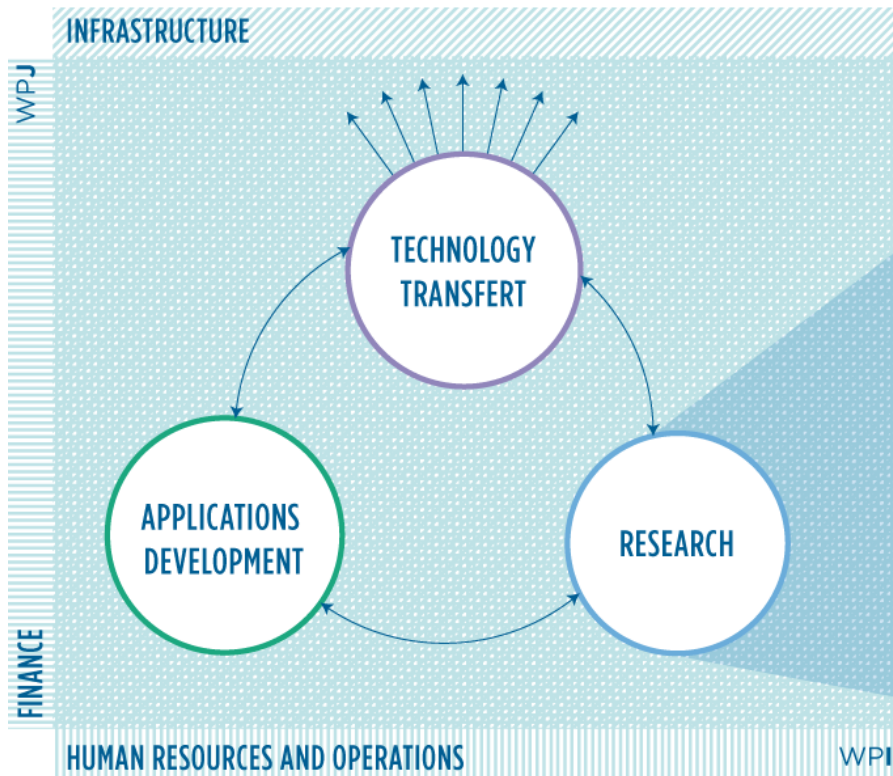 INFRASTRUCTURE
WPJ
TECHNOLOGY
TRANSFERT
APPLICATIONS
DEVELOPMENT
RESEARCH
FINANCE
HUMAN RESOURCES AND OPERATIONS
WPI